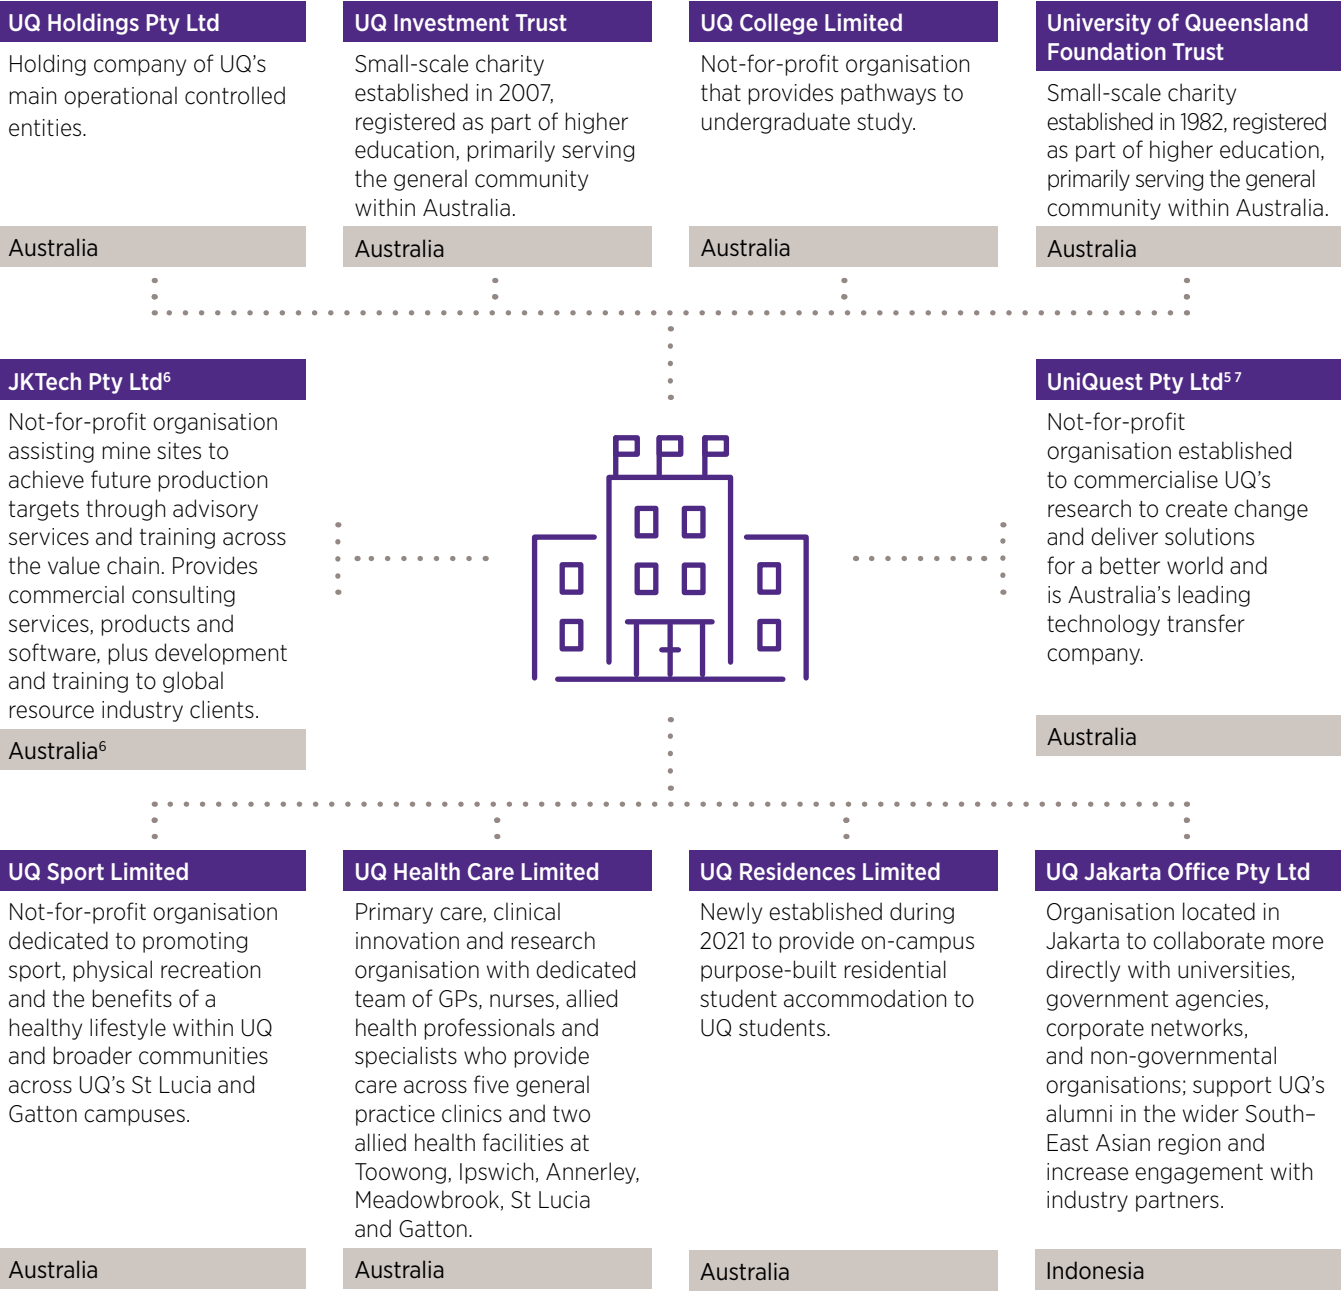 UQ Holdings Pty Ltd
Holding company of UQ’s
main operational controlled
entities.
Australia
UQ Investment Trust
Small-scale charity
established in 2007,
registered as part of higher
education, primarily serving
the general community
within Australia.
Australia
UQ College Limited
Not-for-profit organisation
that provides pathways to
undergraduate study.
Australia
University of Queensland
Foundation Trust
Small-scale charity
established in 1982, registered
as part of higher education,
primarily serving the general
community within Australia.
Australia
JKTech Pty Ltd⁶
Not-for-profit organisation
assisting mine sites to
achieve future production
targets through advisory
services and training across
the value chain. Provides
commercial consulting
services, products and
software, plus development
and training to global
resource industry clients.
Australia⁶
UniQuest Pty Ltd⁵ ⁷
Not-for-profit
organisation established
to commercialise UQ’s
research to create change
and deliver solutions
for a better world and
is Australia’s leading
technology transfer
company.
Australia
UQ Sport Limited
Not-for-profit organisation
dedicated to promoting
sport, physical recreation
and the benefits of a
healthy lifestyle within UQ
and broader communities
across UQ’s St Lucia and
Gatton campuses.
Australia
UQ Health Care Limited
Primary care, clinical
innovation and research
organisation with dedicated
team of GPs, nurses, allied
health professionals and
specialists who provide
care across five general
practice clinics and two
allied health facilities at
Toowong, Ipswich, Annerley,
Meadowbrook, St Lucia
and Gatton.
Australia
UQ Residences Limited
Newly established during
2021 to provide on-campus
purpose-built residential
student accommodation to
UQ students.
Australia
UQ Jakarta Office Pty Ltd
Organisation located in
Jakarta to collaborate more
directly with universities,
government agencies,
corporate networks,
and non-governmental
organisations; support UQ’s
alumni in the wider South–
East Asian region and
increase engagement with
industry partners.
Indonesia